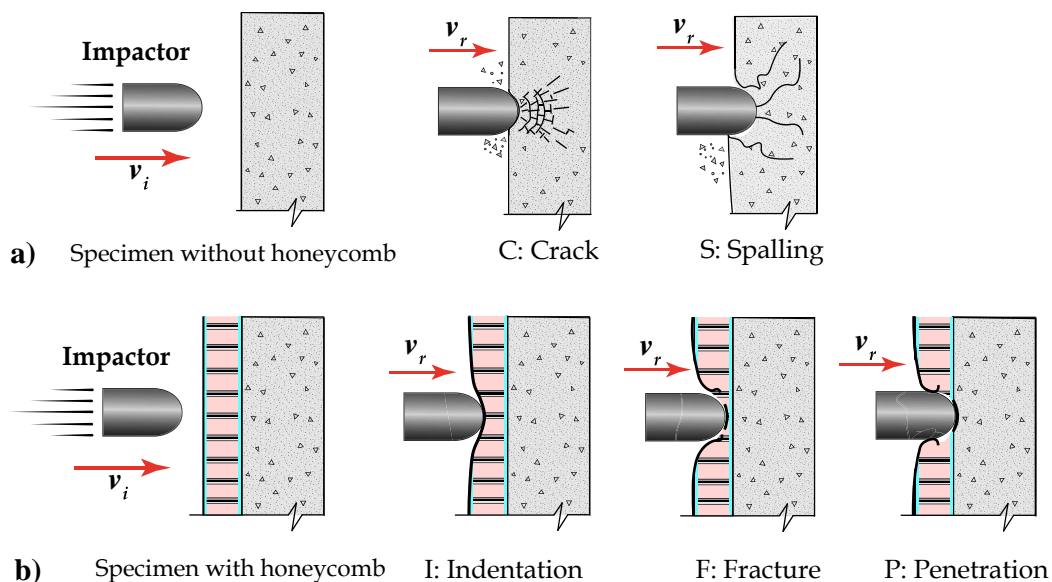 Impactor
v_i
v_r
v_r
a) Specimen without honeycomb
C: Crack
S: Spalling
Impactor
v_i
v_r
v_r
v_r
b) Specimen with honeycomb
I: Indentation
F: Fracture
P: Penetration